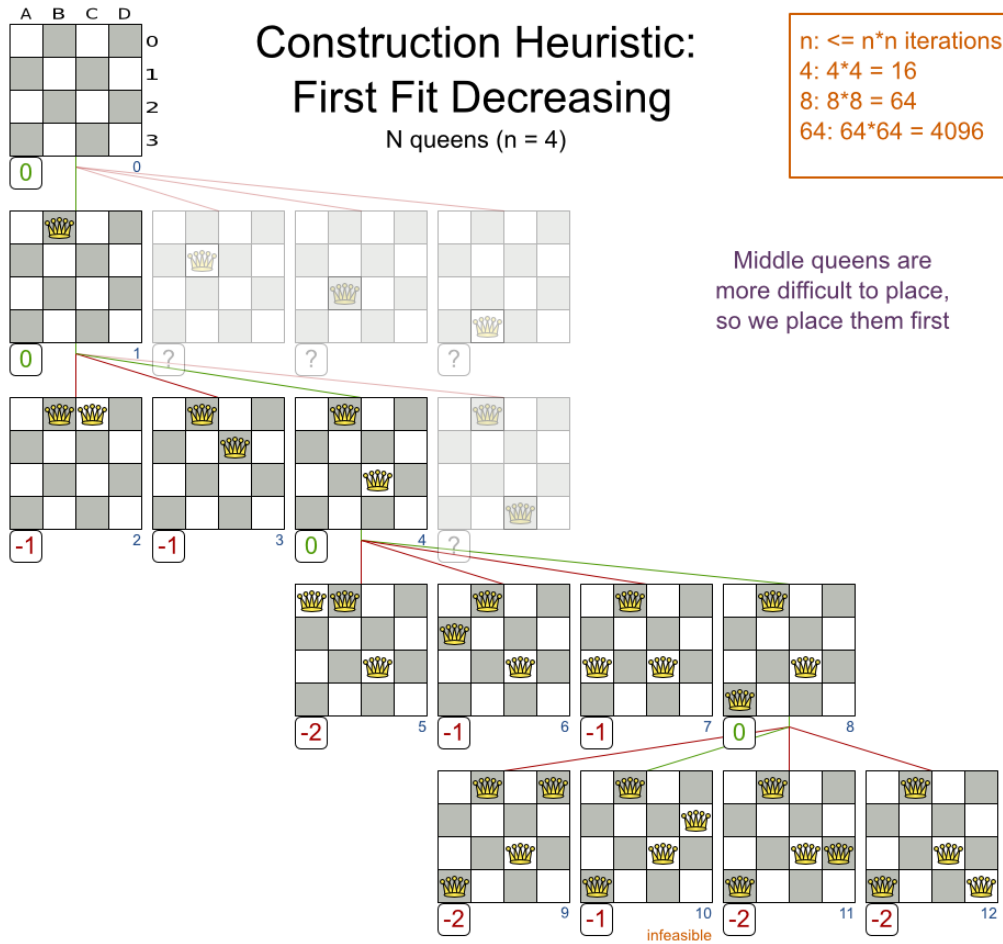 A B C D
0
1
2
3
Construction Heuristic:
First Fit Decreasing
N queens (n = 4)
n: <= n*n iterations
4: 4*4 = 16
8: 8*8 = 64
64: 64*64 = 4096
0 0
Middle queens are
more difficult to place,
so we place them first
0 1 ? ? ?
-1 2 -1 3 0 4 ?
-2 5 -1 6 -1 7 0 8
-2 9 -1 10 -2 11 -2 12
infeasible